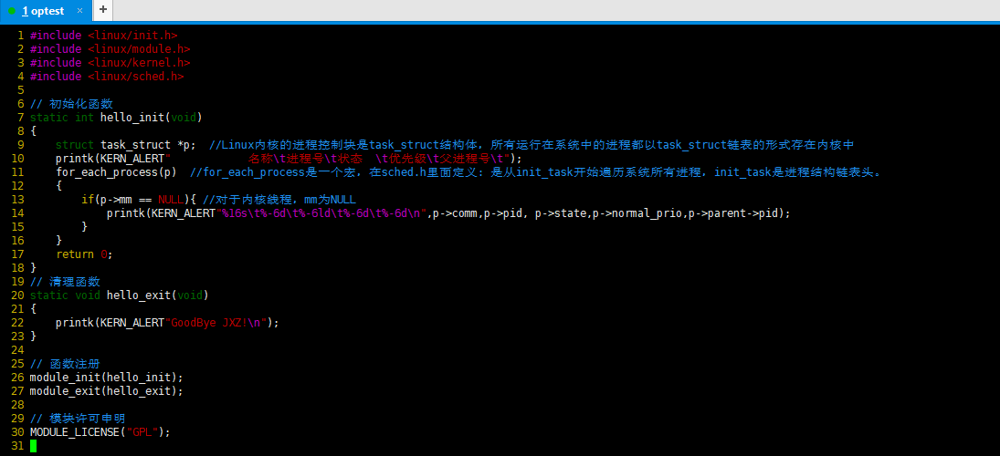 1 optest × +
1 #include <linux/init.h>
2 #include <linux/module.h>
3 #include <linux/kernel.h>
4 #include <linux/sched.h>
5
6 // 初始化函数
7 static int hello_init(void)
8 {
9     struct task_struct *p;  //Linux内核的进程控制块是task_struct结构体，所有运行在系统中的进程都以task_struct链表的形式存在内核中
10     printk(KERN_ALERT"            名称\t进程号\t状态  \t优先级\t父进程号\t");
11     for_each_process(p)  //for_each_process是一个宏，在sched.h里面定义: 是从init_task开始遍历系统所有进程，init_task是进程结构链表头。
12     {
13         if(p->mm == NULL){ //对于内核线程，mm为NULL
14             printk(KERN_ALERT"%16s\t%-6d\t%-6ld\t%-6d\t%-6d\n",p->comm,p->pid, p->state,p->normal_prio,p->parent->pid);
15         }
16     }
17     return 0;
18 }
19 // 清理函数
20 static void hello_exit(void)
21 {
22     printk(KERN_ALERT"GoodBye JXZ!\n");
23 }
24
25 // 函数注册
26 module_init(hello_init);
27 module_exit(hello_exit);
28
29 // 模块许可申明
30 MODULE_LICENSE("GPL");
31